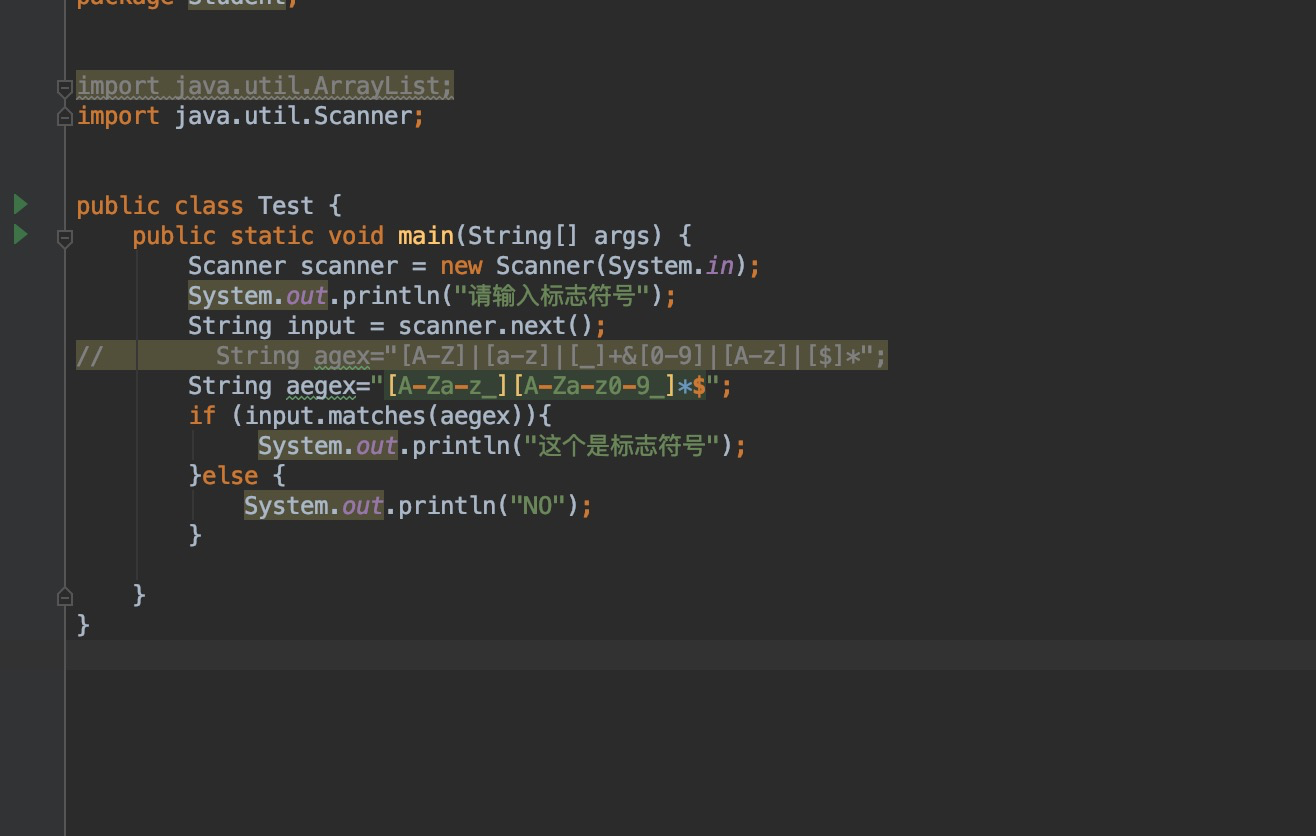 package Student;
import java.util.ArrayList;
import java.util.Scanner;
public class Test {
public static void main(String[] args) {
Scanner scanner = new Scanner(System.in);
System.out.println("请输入标志符号");
String input = scanner.next();
// String agex="[A-Z]|[a-z]|[_]+&[0-9]|[A-z]|[$]*";
String aegex="[A-Za-z_][A-Za-z0-9_]*$";
if (input.matches(aegex)){
System.out.println("这个是标志符号");
}else {
System.out.println("NO");
}
}
}